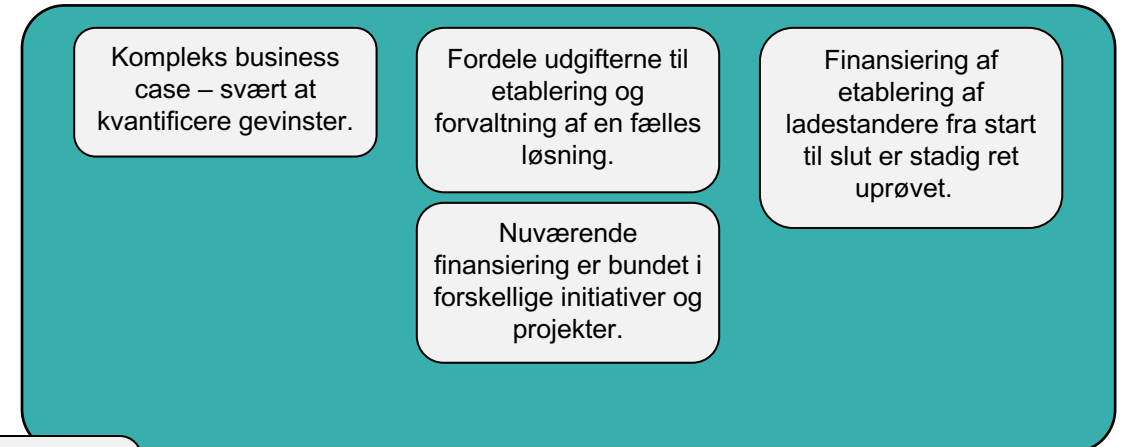 Kompleks business
case – svært at
kvantificere gevinster.
Fordele udgifterne til
etablering og
forvaltning af en fælles
løsning.
Nuværende
finansiering er bundet i
forskellige initiativer og
projekter.
Finansiering af
etablering af
ladestandere fra start
til slut er stadig ret
uprøvet.